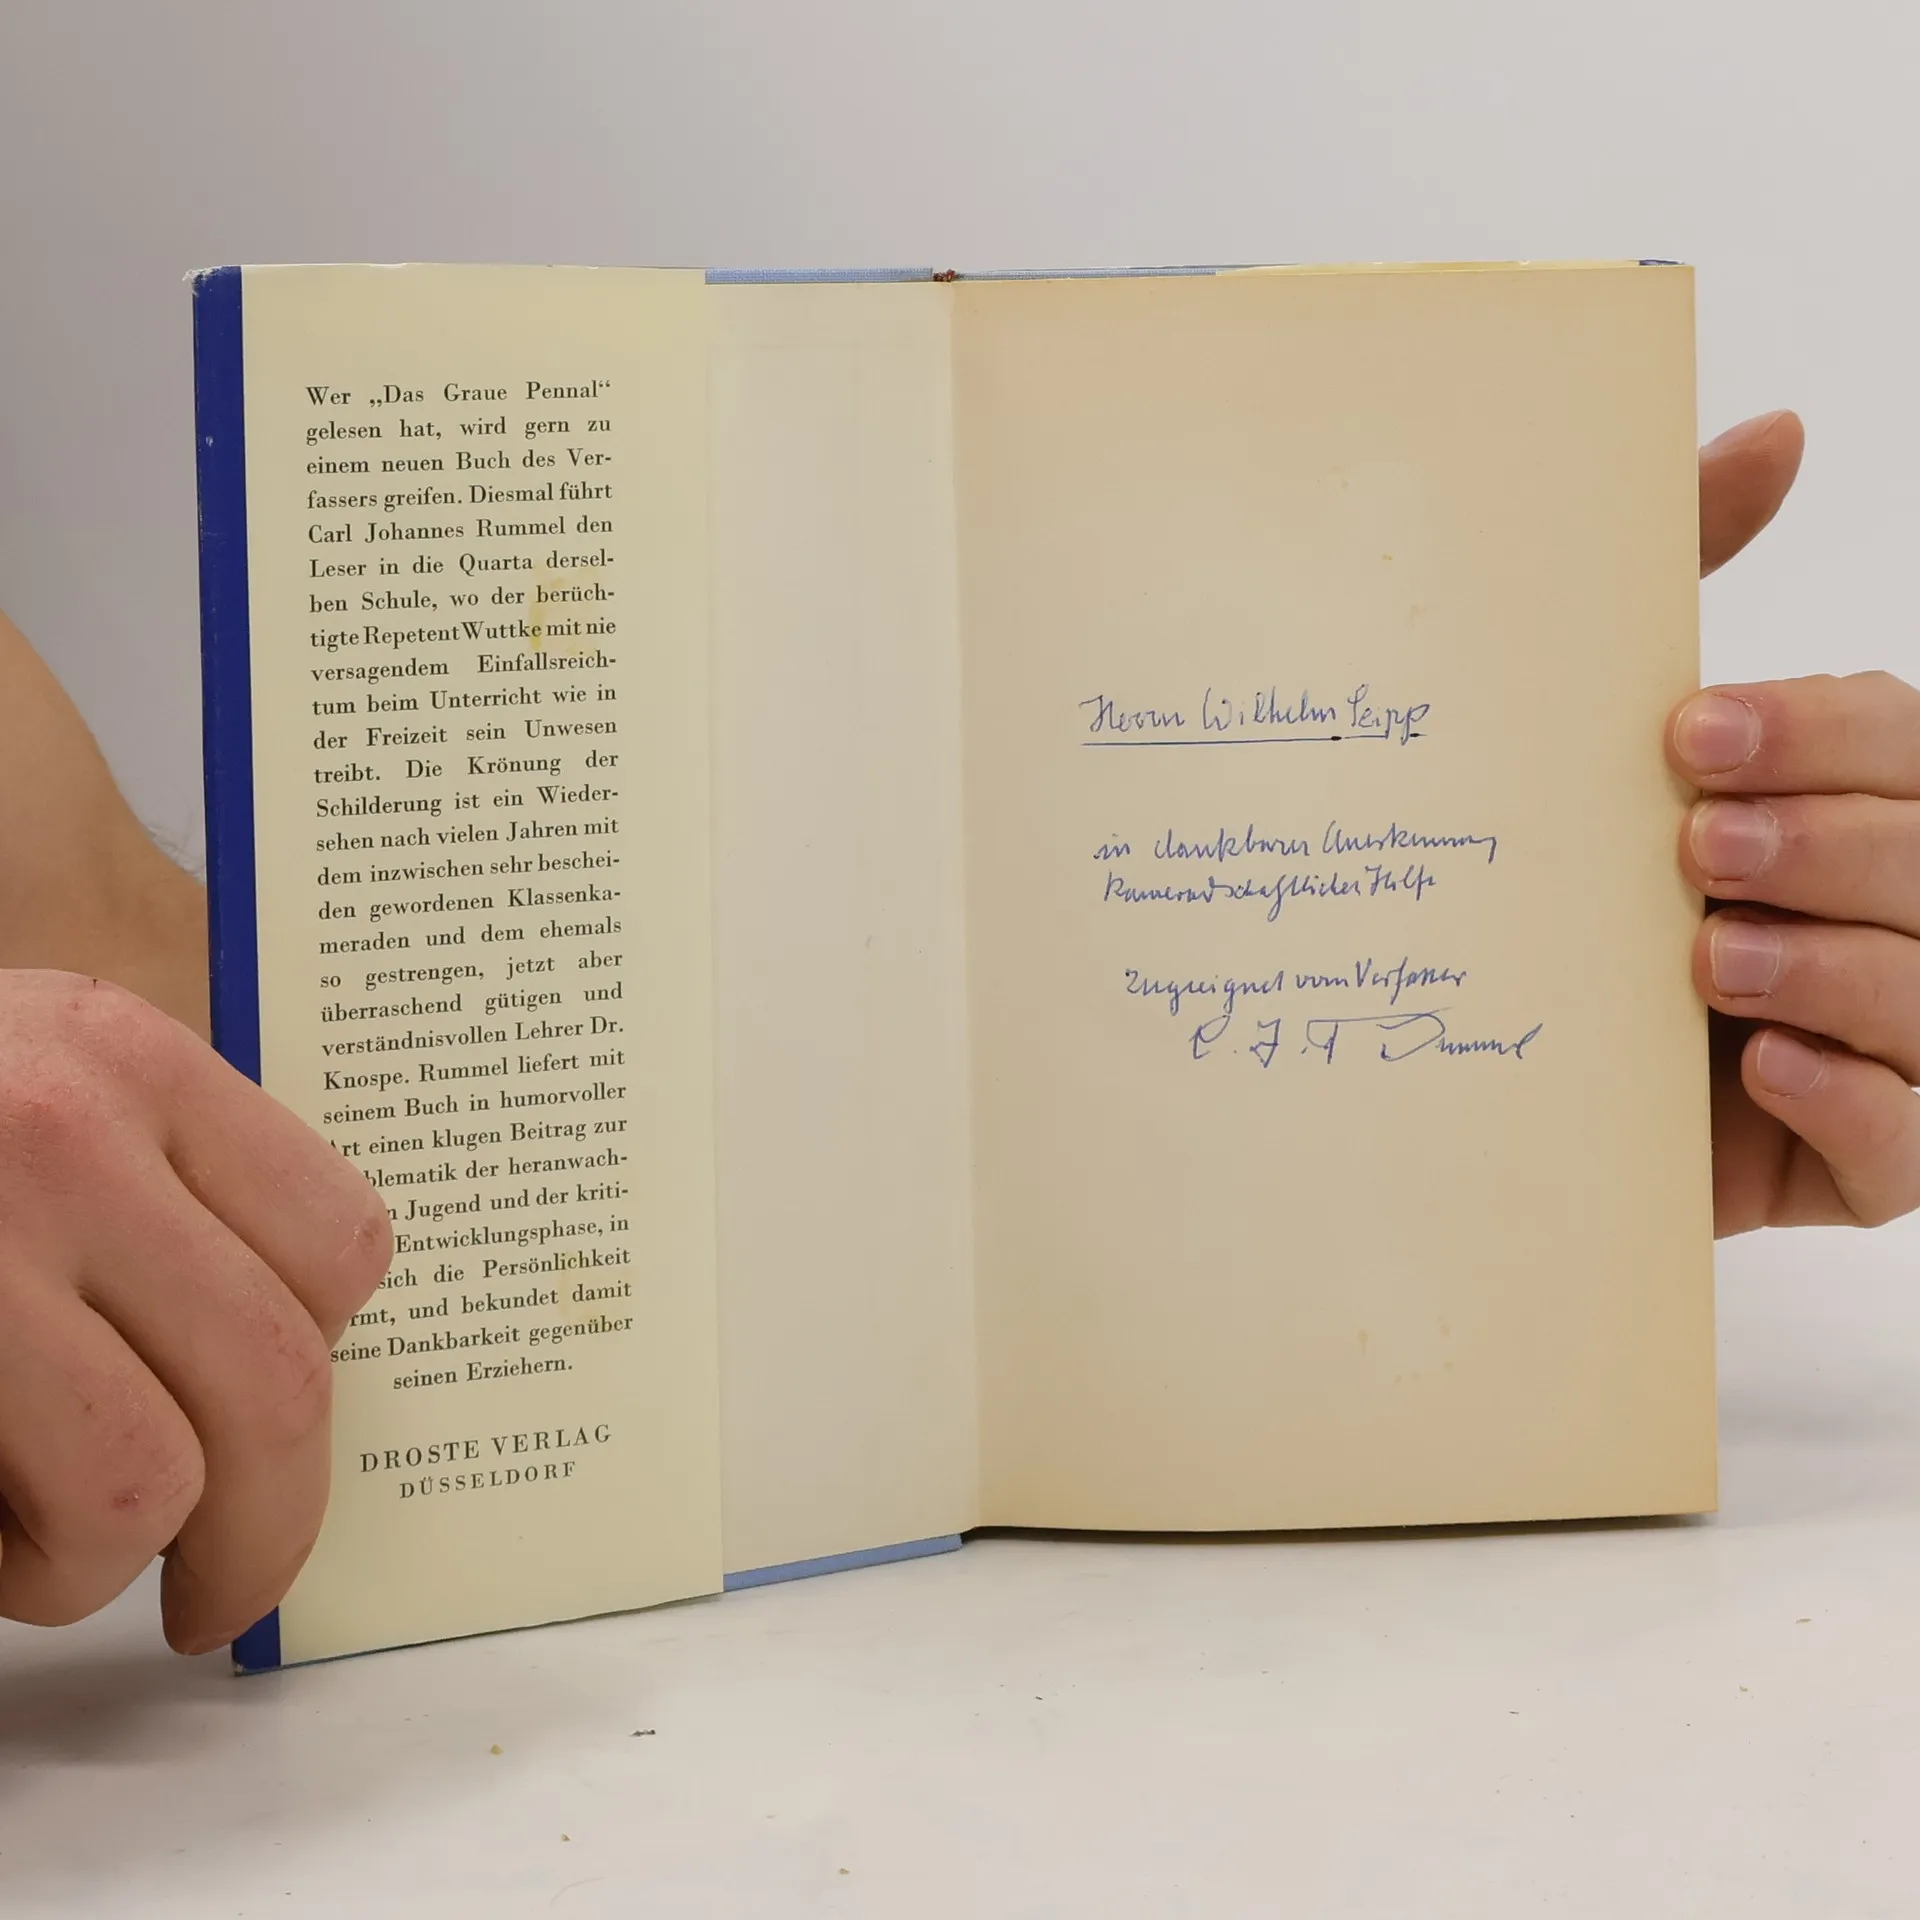 Wer „Das Graue Pennal“
gelesen hat, wird gern zu
einem neuen Buch des Ver-
fassers greifen. Diesmal führt
Carl Johannes Rummel den
Leser in die Quarta dersel-
ben Schule, wo der berüch-
tigte Repetent Wuttke mit nie
versagendem Einfallsreich-
tum beim Unterricht wie in
der Freizeit sein Unwesen
treibt. Die Krönung der
Schilderung ist ein Wieder-
sehen nach vielen Jahren mit
dem inzwischen sehr beschei-
den gewordenen Klassenka-
meraden und dem ehemals
so gestrengen, jetzt aber
überraschend gütigen und
verständnisvollen Lehrer Dr.
Knospe. Rummel liefert mit
seinem Buch in humorvoller
Art einen klugen Beitrag zur
blematik der heranwach-
n Jugend und der kriti-
Entwicklungsphase, in
sich die Persönlichkeit
rmt, und bekundet damit
seine Dankbarkeit gegenüber
seinen Erziehern.
DROSTE VERLAG
DÜSSELDORF
Herrn Wilhelm Seipp
in dankbarer Anerkennung
kameradschaftlicher Hilfe
zugeeignet vom Verfasser
C. J. Rummel